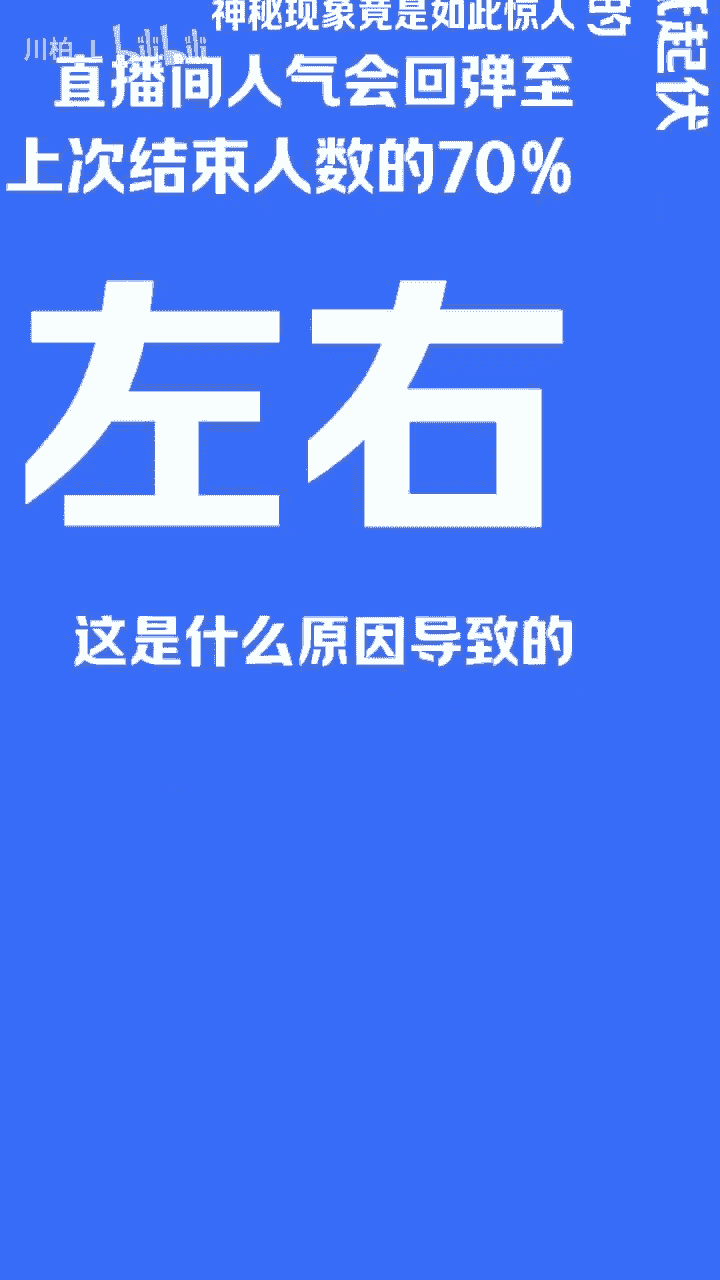 神秘现象竟是如此惊人
的
起伏
川柏_L bilibili
直播间人气会回弹至
上次结束人数的70%
左右
这是什么原因导致的